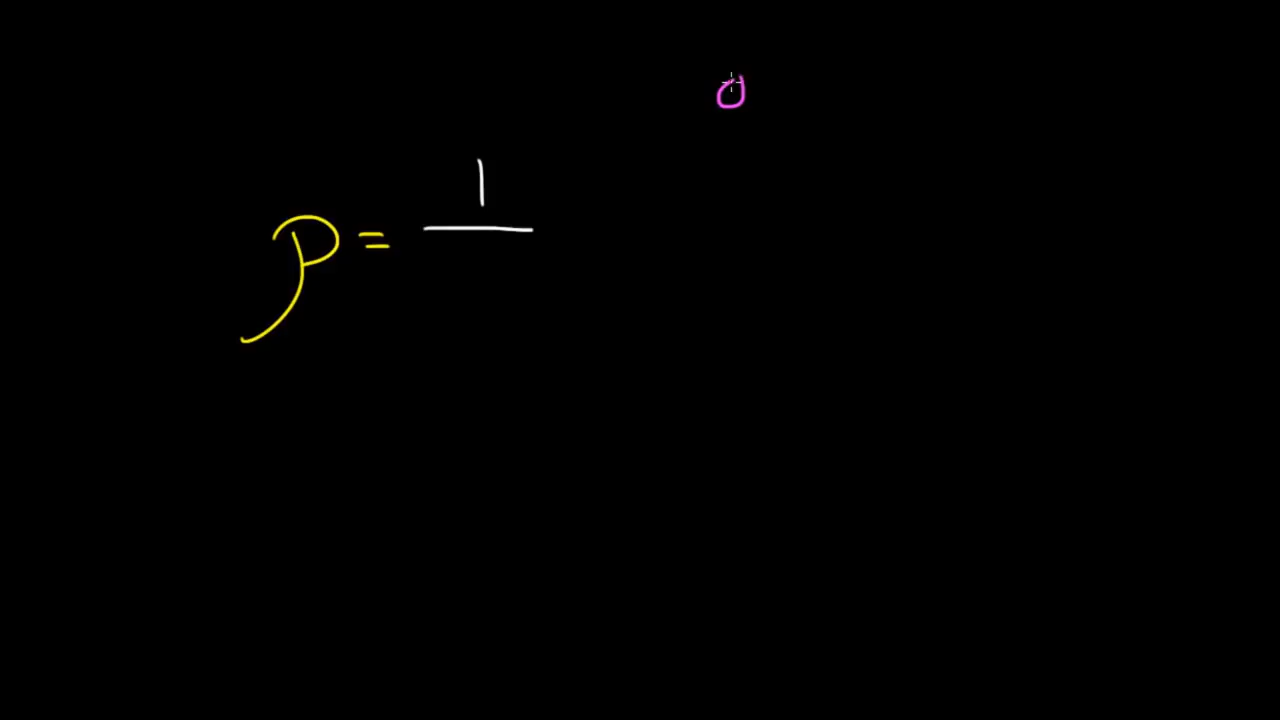 ρ = 1/